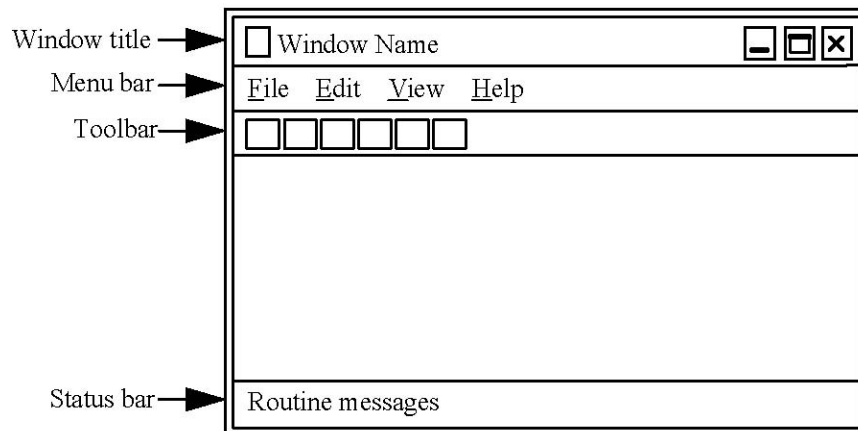 Window title
Window Name
Menu bar
File Edit View Help
Toolbar
Status bar
Routine messages